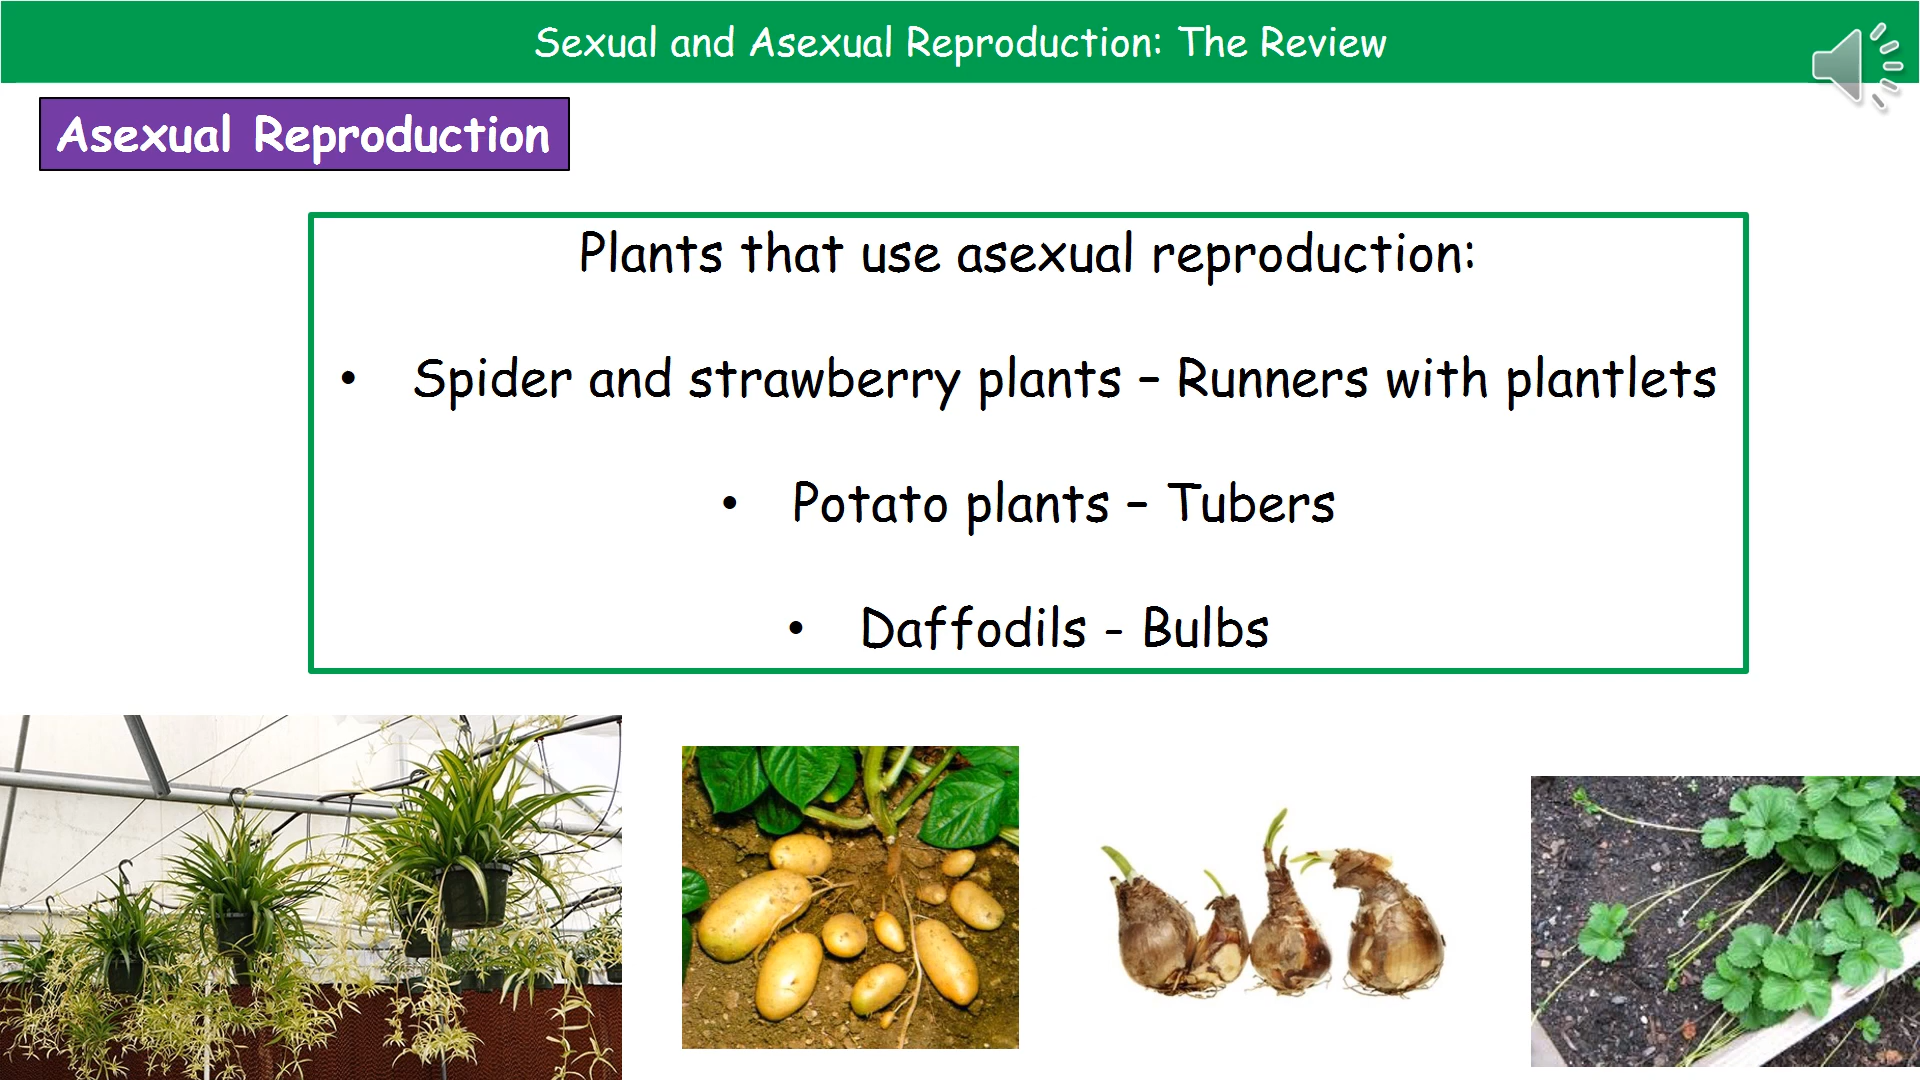 Sexual and Asexual Reproduction: The Review
Asexual Reproduction
Plants that use asexual reproduction:
• Spider and strawberry plants – Runners with plantlets
• Potato plants – Tubers
• Daffodils - Bulbs